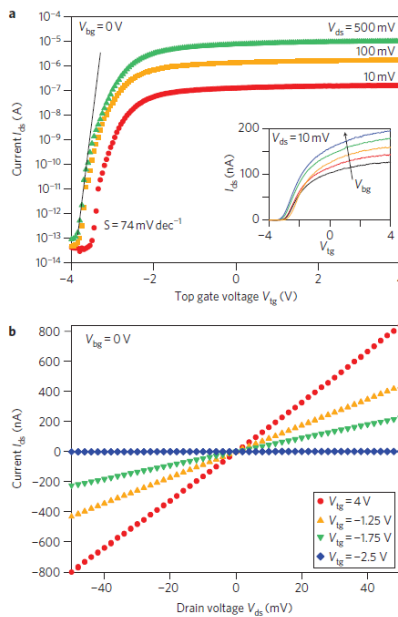 a
V_bg = 0 V
V_ds = 500 mV
100 mV
10 mV
S = 74 mV dec⁻¹
10⁻⁴
10⁻⁵
10⁻⁶
10⁻⁷
10⁻⁸
10⁻⁹
10⁻¹⁰
10⁻¹¹
10⁻¹²
10⁻¹³
10⁻¹⁴
Current I_ds (A)
−4 −2 0 2 4
Top gate voltage V_tg (V)
V_ds = 10 mV
V_bg
200
100
0
I_ds (nA)
−4 0 4
V_tg
b
V_bg = 0 V
800
600
400
200
0
−200
−400
−600
−800
Current I_ds (nA)
V_tg = 4 V
V_tg = −1.25 V
V_tg = −1.75 V
V_tg = −2.5 V
−40 −20 0 20 40
Drain voltage V_ds (mV)